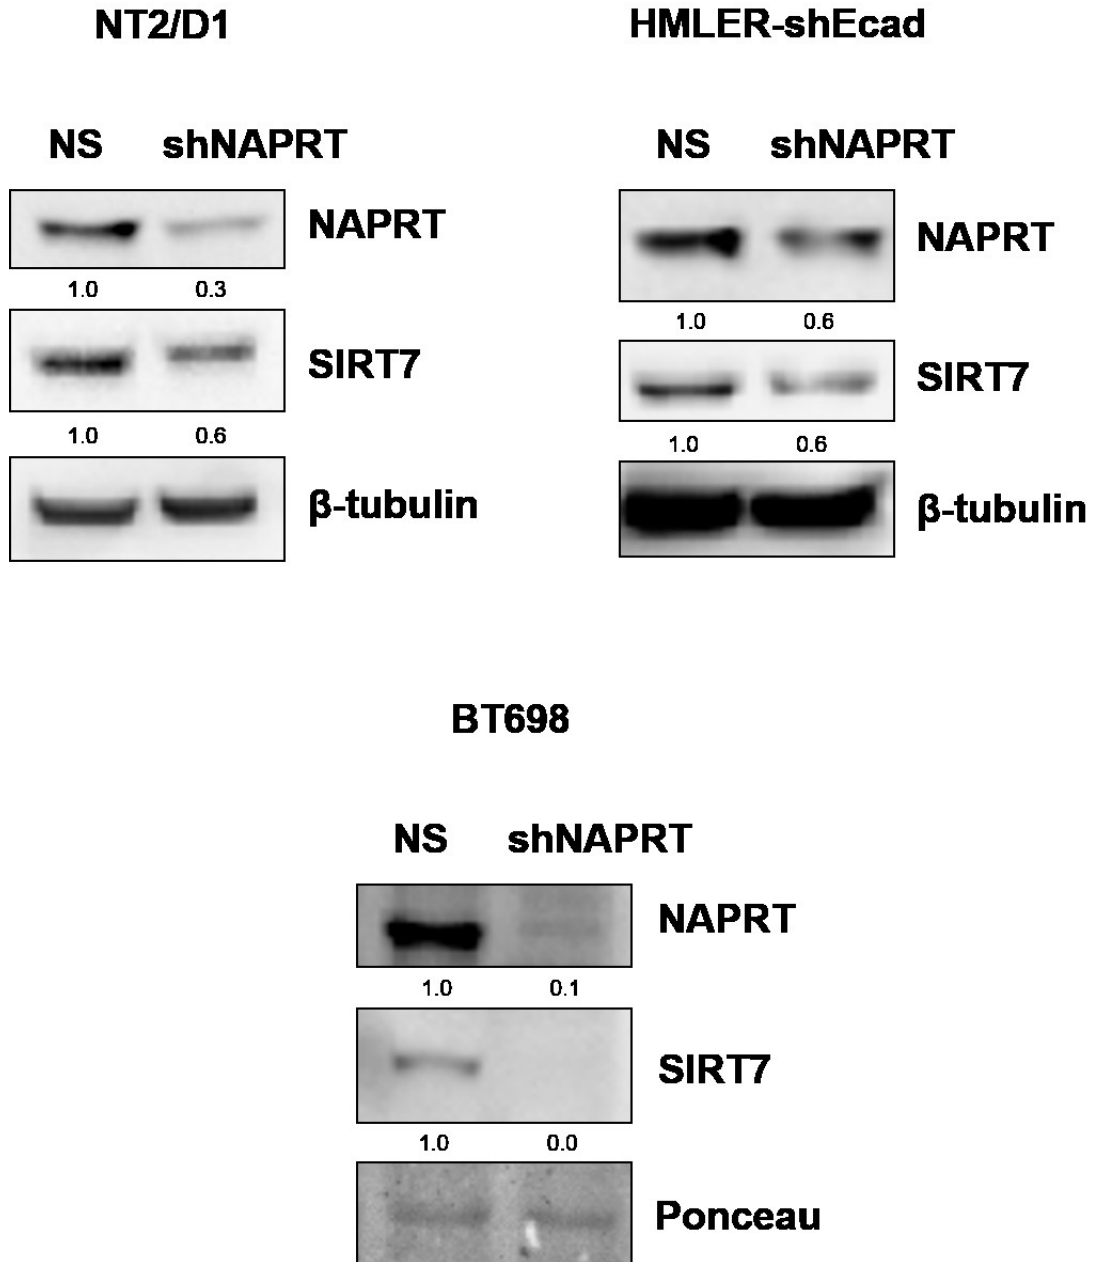 NT2/D1
NS shNAPRT
NAPRT
1.0 0.3
SIRT7
1.0 0.6
β-tubulin
HMLER-shEcad
NS shNAPRT
NAPRT
1.0 0.6
SIRT7
1.0 0.6
β-tubulin
BT698
NS shNAPRT
NAPRT
1.0 0.1
SIRT7
1.0 0.0
Ponceau